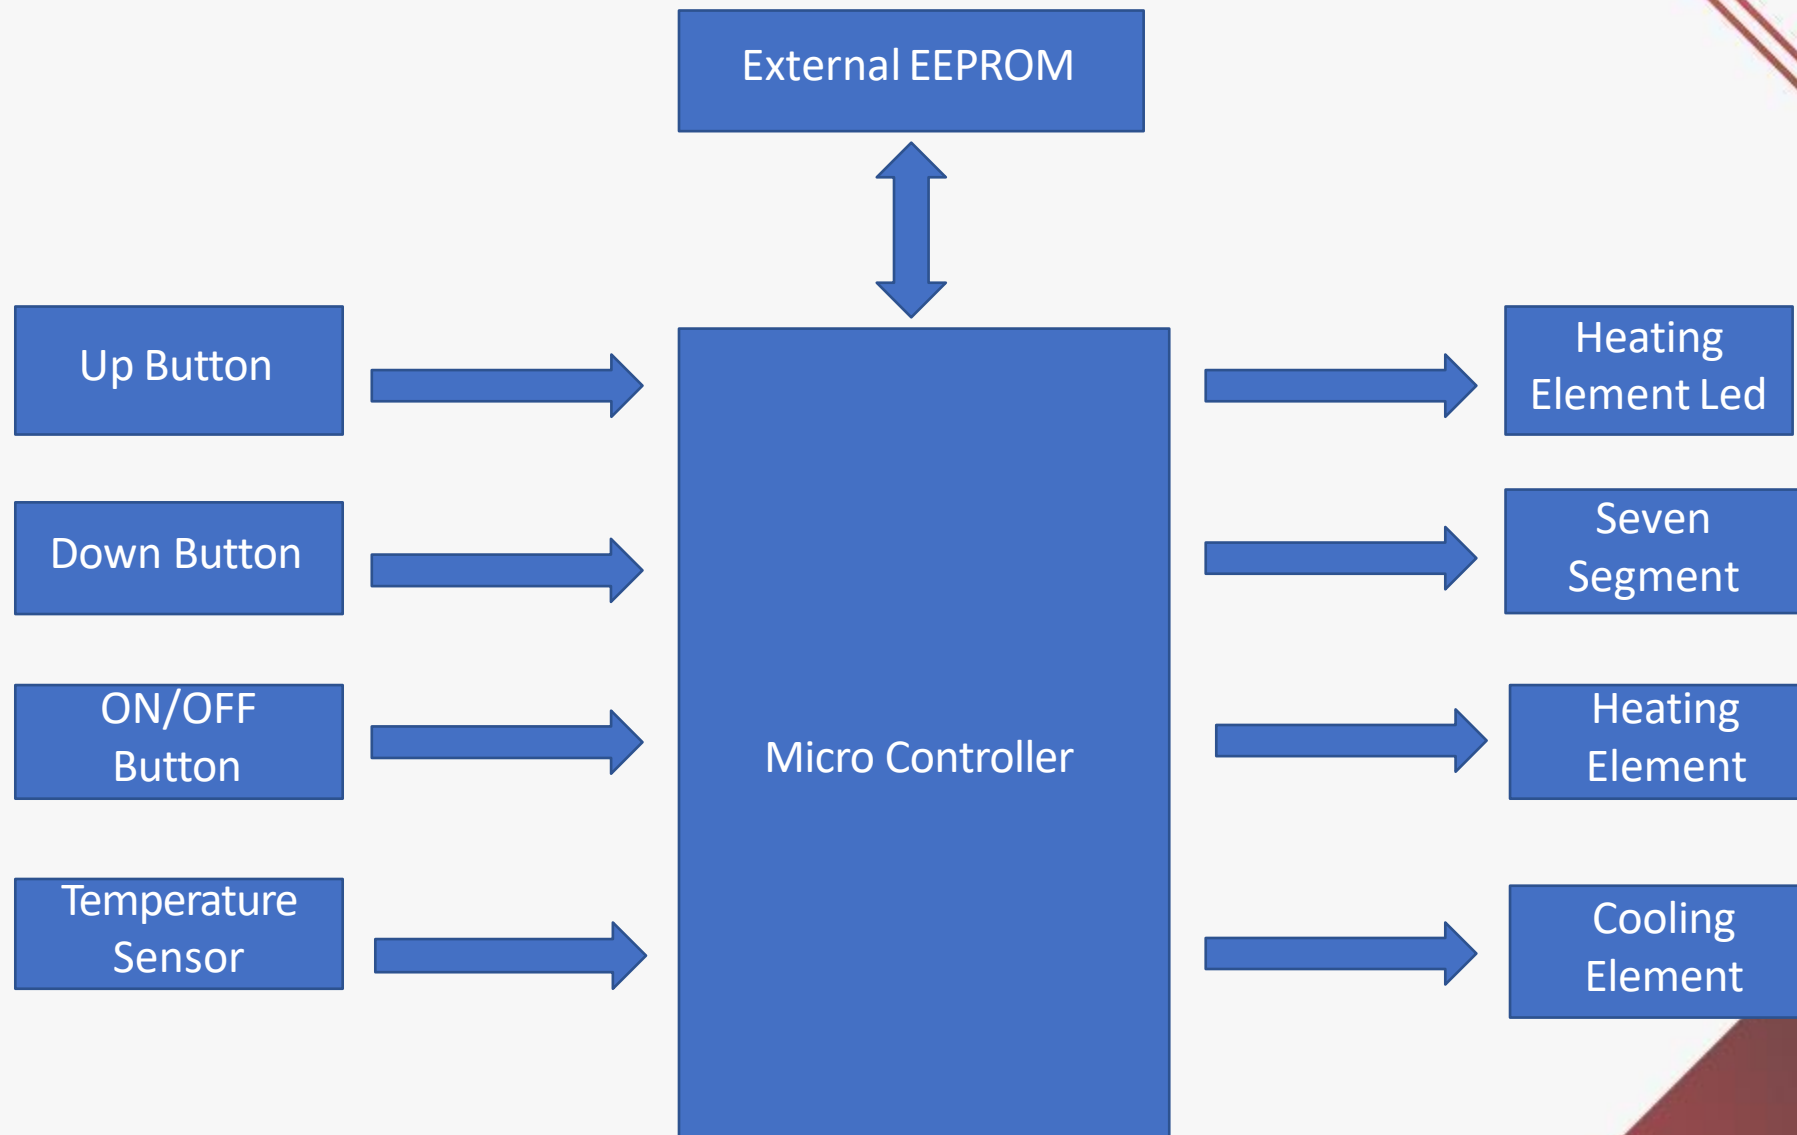 External EEPROM
Up Button
Down Button
ON/OFF
Button
Temperature
Sensor
Micro Controller
Heating
Element Led
Seven
Segment
Heating
Element
Cooling
Element